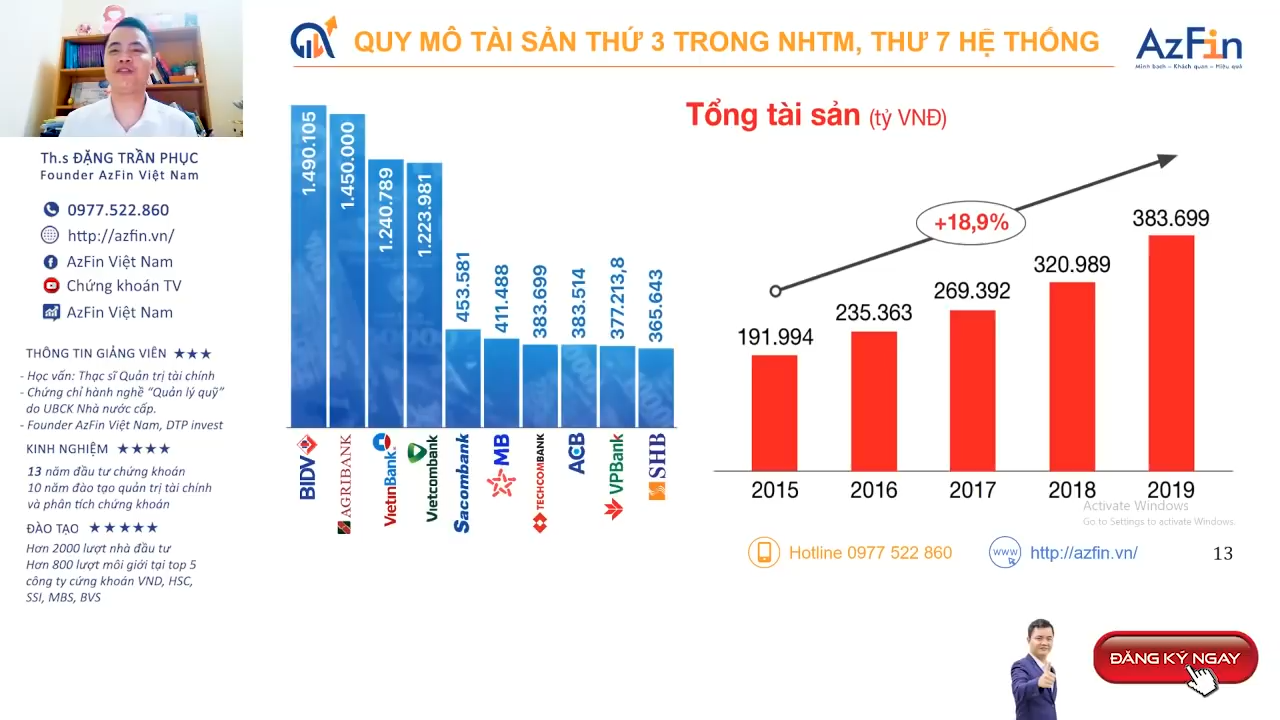 QUY MÔ TÀI SẢN THỨ 3 TRONG NHTM, THƯ 7 HỆ THỐNG
AzFin
Minh bạch – Khách quan – Hiệu quả
Th.s ĐẶNG TRẦN PHỤC
Founder AzFin Việt Nam
0977.522.860
http://azfin.vn/
AzFin Việt Nam
Chứng khoán TV
AzFin Việt Nam
THÔNG TIN GIẢNG VIÊN ★★★
- Học vấn: Thạc sĩ Quản trị tài chính
- Chứng chỉ hành nghề “Quản lý quỹ”
do UBCK Nhà nước cấp.
- Founder AzFin Việt Nam, DTP invest
KINH NGHIỆM ★★★★
13 năm đầu tư chứng khoán
10 năm đào tạo quản trị tài chính
và phân tích chứng khoán
ĐÀO TẠO ★★★★★
Hơn 2000 lượt nhà đầu tư
Hơn 800 lượt môi giới tại top 5
công ty cứng khoán VND, HSC,
SSI, MBS, BVS
1.490.105
1.450.000
1.240.789
1.223.981
453.581
411.488
383.699
383.514
377.213,8
365.643
BIDV
AGRIBANK
VietinBank
Vietcombank
Sacombank
MB
TECHCOMBANK
ACB
VPBank
SHB
Tổng tài sản (tỷ VNĐ)
+18,9%
191.994
235.363
269.392
320.989
383.699
2015 2016 2017 2018 2019
Activate Windows
Go to Settings to activate Windows.
Hotline 0977 522 860
www
http://azfin.vn/
13
ĐĂNG KÝ NGAY